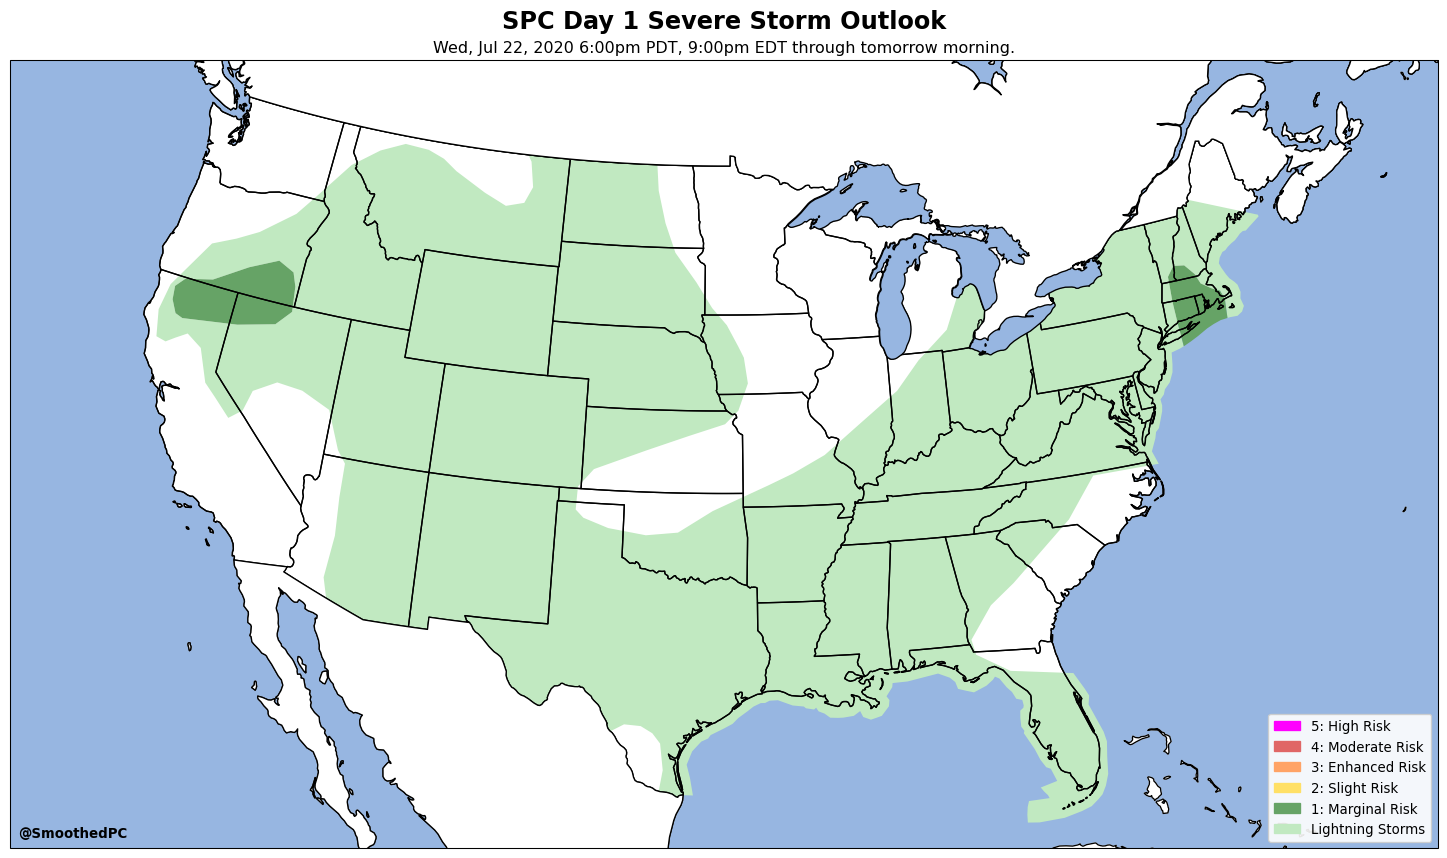 SPC Day 1 Severe Storm Outlook
Wed, Jul 22, 2020 6:00pm PDT, 9:00pm EDT through tomorrow morning.
5: High Risk
4: Moderate Risk
3: Enhanced Risk
2: Slight Risk
1: Marginal Risk
Lightning Storms
@SmoothedPC